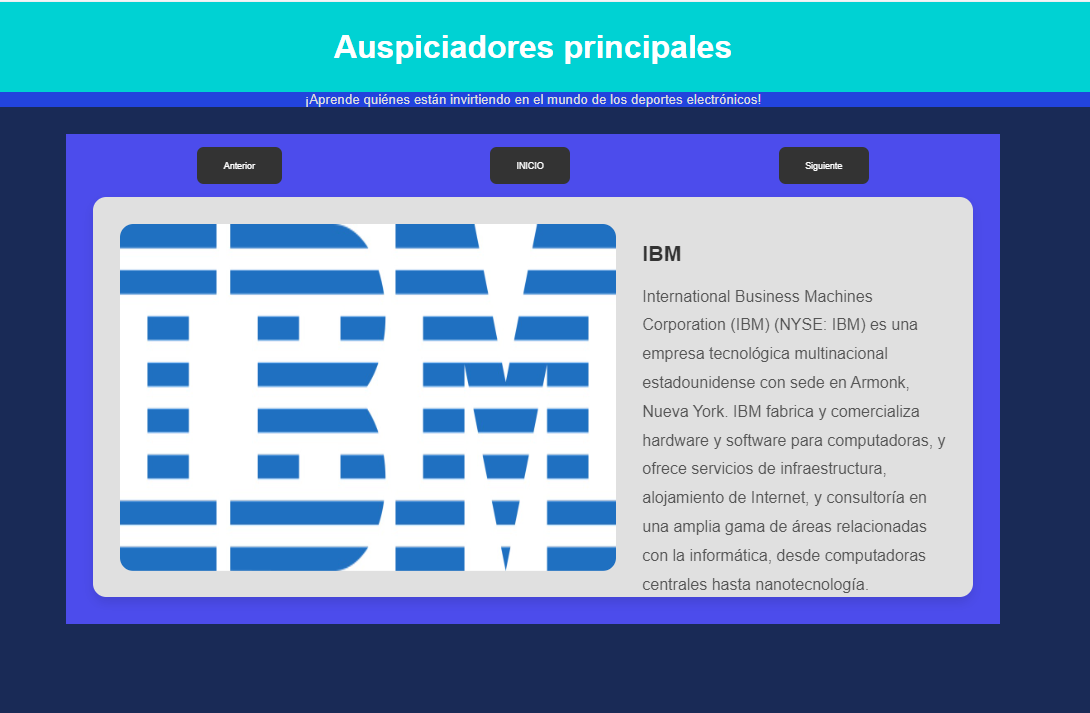 Auspiciadores principales
¡Aprende quiénes están invirtiendo en el mundo de los deportes electrónicos!
Anterior
INICIO
Siguiente
IBM
IBM
International Business Machines
Corporation (IBM) (NYSE: IBM) es una
empresa tecnológica multinacional
estadounidense con sede en Armonk,
Nueva York. IBM fabrica y comercializa
hardware y software para computadoras, y
ofrece servicios de infraestructura,
alojamiento de Internet, y consultoría en
una amplia gama de áreas relacionadas
con la informática, desde computadoras
centrales hasta nanotecnología.